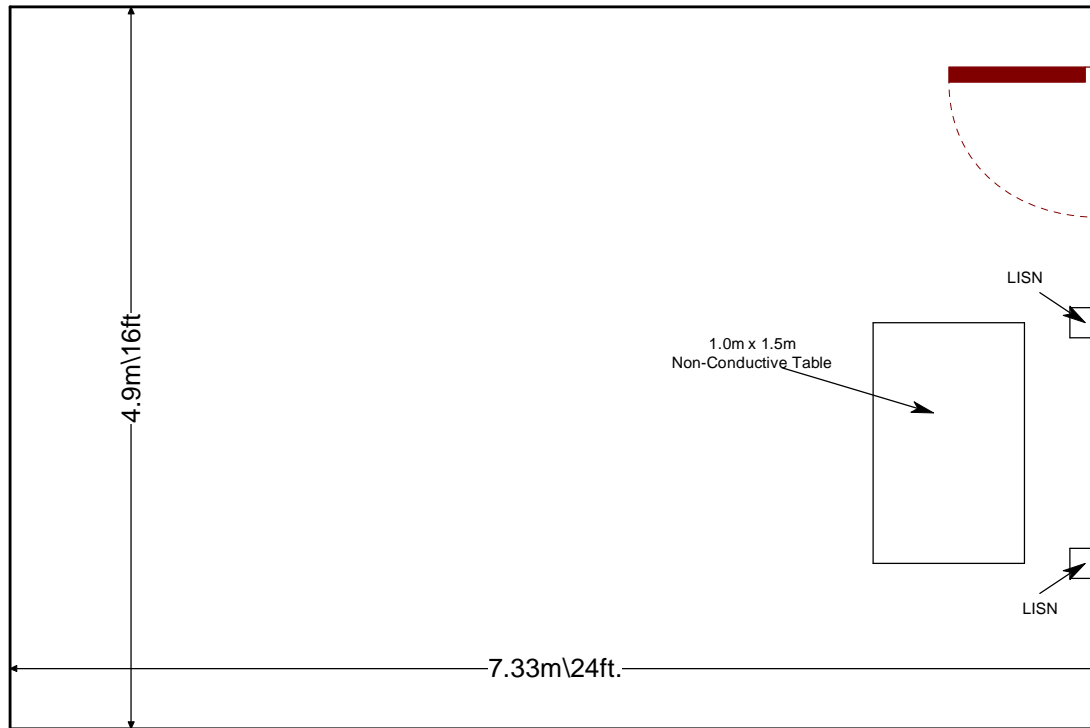 LISN
4.9m\16ft
1.0m x 1.5m
Non-Conductive Table
LISN
7.33m\24ft.